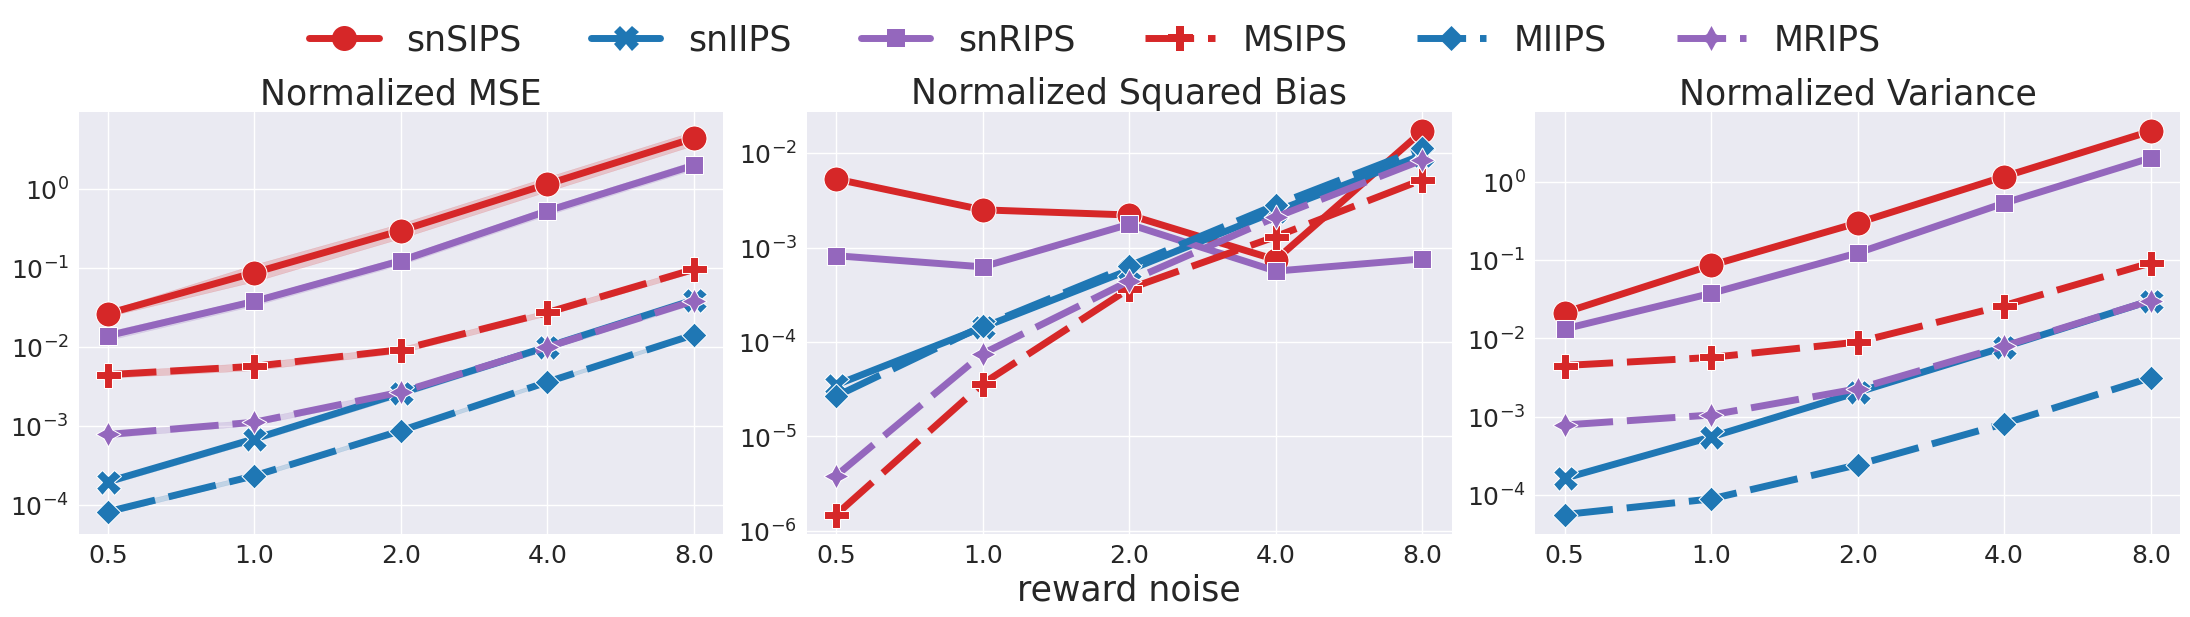 snSIPS snIIPS snRIPS MSIPS MIIPS MRIPS
Normalized MSE
10^0
10^-1
10^-2
10^-3
10^-4
0.5 1.0 2.0 4.0 8.0
Normalized Squared Bias
10^-2
10^-3
10^-4
10^-5
10^-6
0.5 1.0 2.0 4.0 8.0
reward noise
Normalized Variance
10^0
10^-1
10^-2
10^-3
10^-4
0.5 1.0 2.0 4.0 8.0